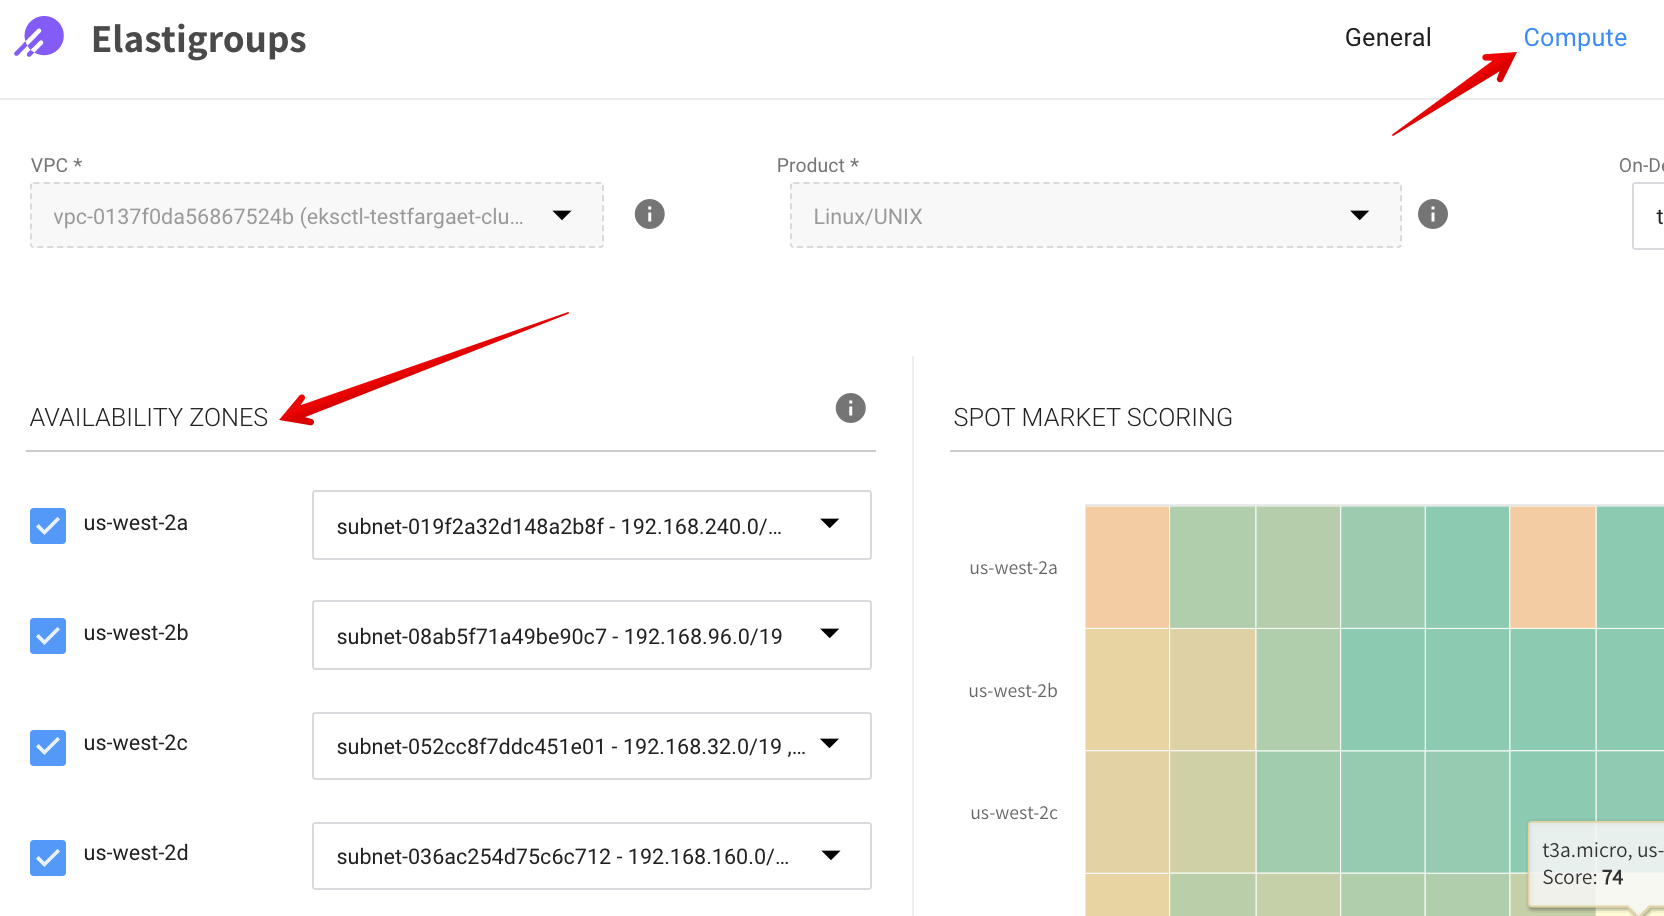 Elastigroups
General
Compute
VPC *
Product *
On-De
vpc-0137f0da56867524b (eksctl-testfargaet-clu...
Linux/UNIX
t
AVAILABILITY ZONES
SPOT MARKET SCORING
us-west-2a
subnet-019f2a32d148a2b8f - 192.168.240.0/...
us-west-2b
subnet-08ab5f71a49be90c7 - 192.168.96.0/19
us-west-2c
subnet-052cc8f7ddc451e01 - 192.168.32.0/19 ,...
us-west-2d
subnet-036ac254d75c6c712 - 192.168.160.0/...
us-west-2a
us-west-2b
us-west-2c
t3a.micro, us-
Score: 74